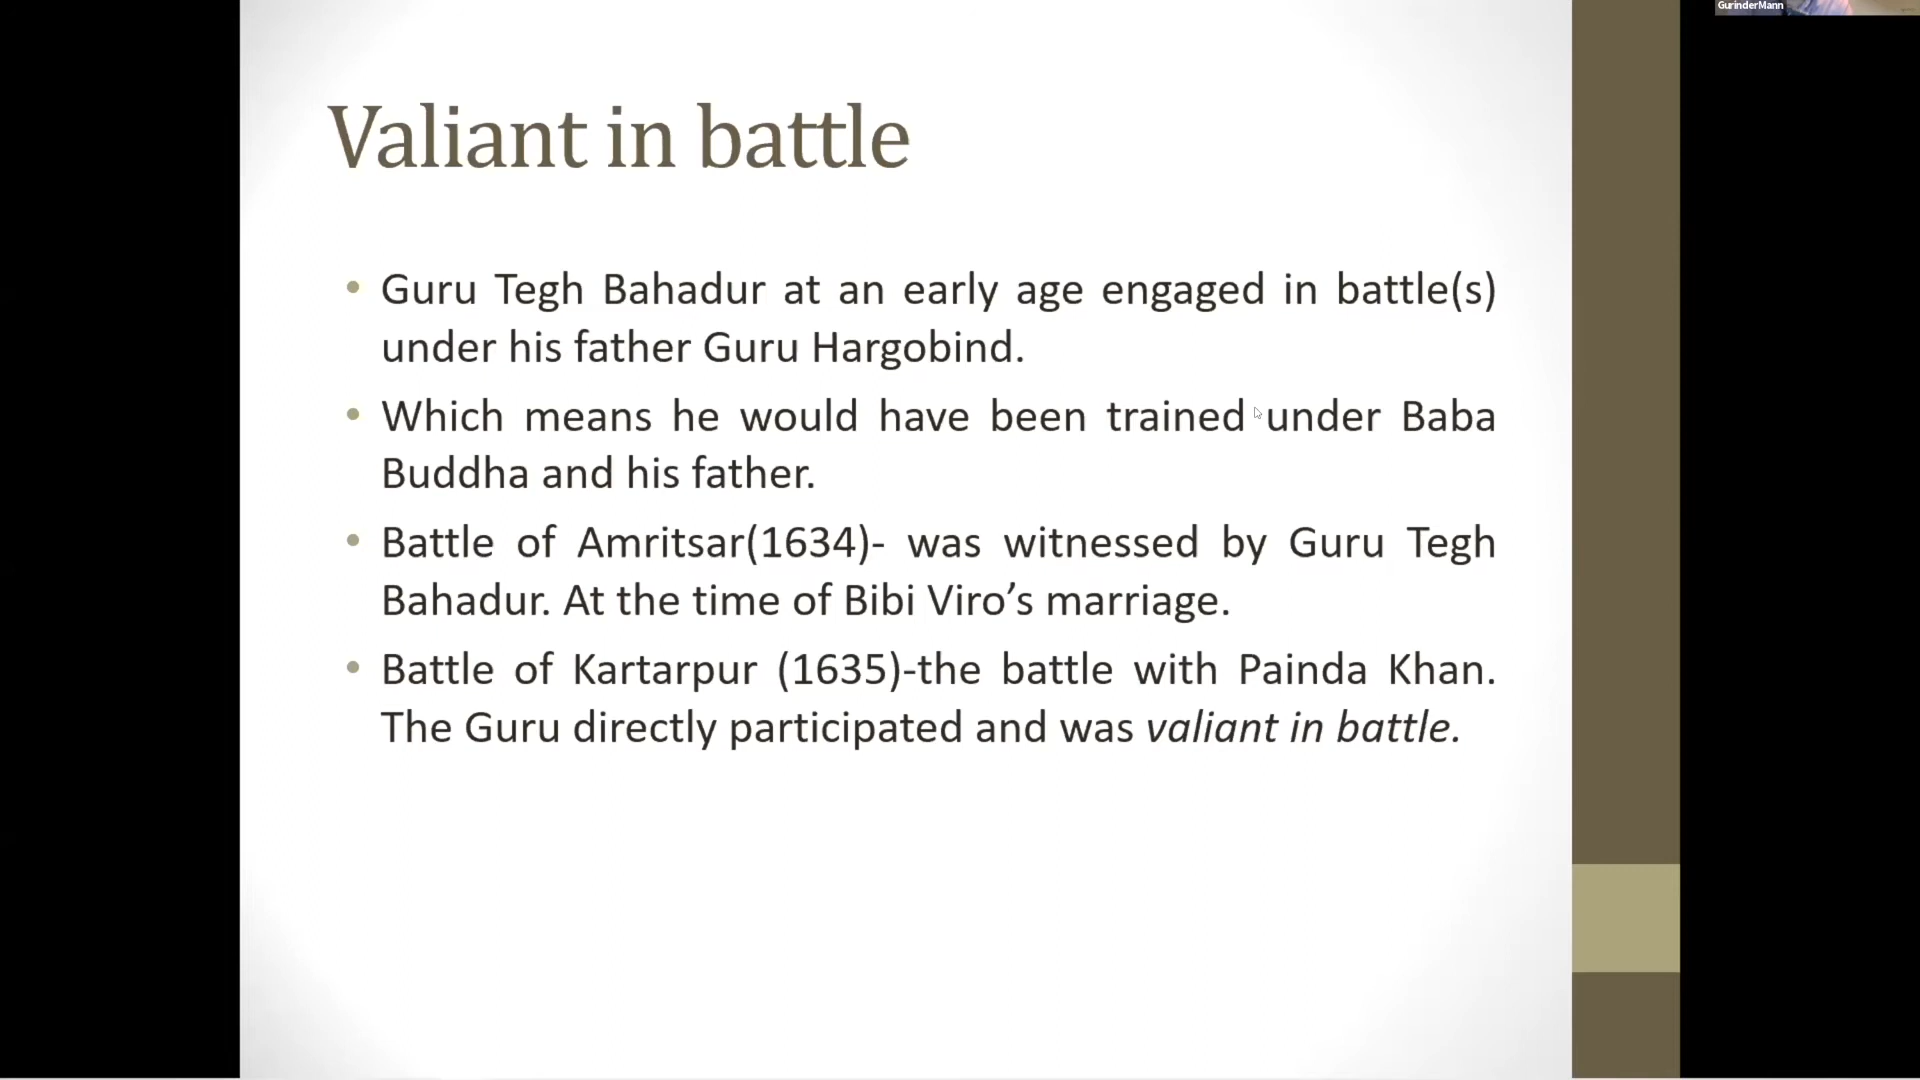 GurinderMann
Valiant in battle
• Guru Tegh Bahadur at an early age engaged in battle(s)
under his father Guru Hargobind.
• Which means he would have been trained under Baba
Buddha and his father.
• Battle of Amritsar(1634)- was witnessed by Guru Tegh
Bahadur. At the time of Bibi Viro’s marriage.
• Battle of Kartarpur (1635)-the battle with Painda Khan.
The Guru directly participated and was valiant in battle.